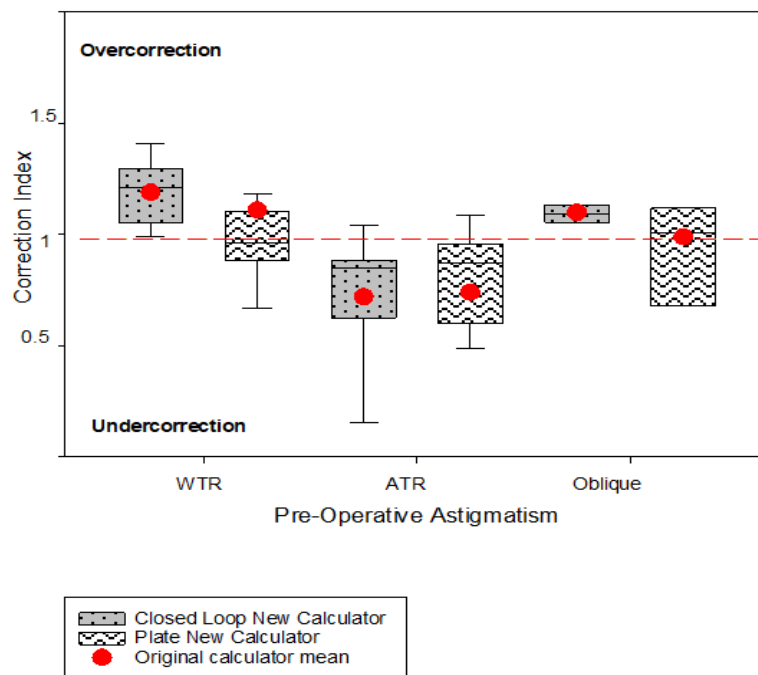 Overcorrection
1.5
1
0.5
Correction Index
Undercorrection
WTR ATR Oblique
Pre-Operative Astigmatism
Closed Loop New Calculator
Plate New Calculator
Original calculator mean